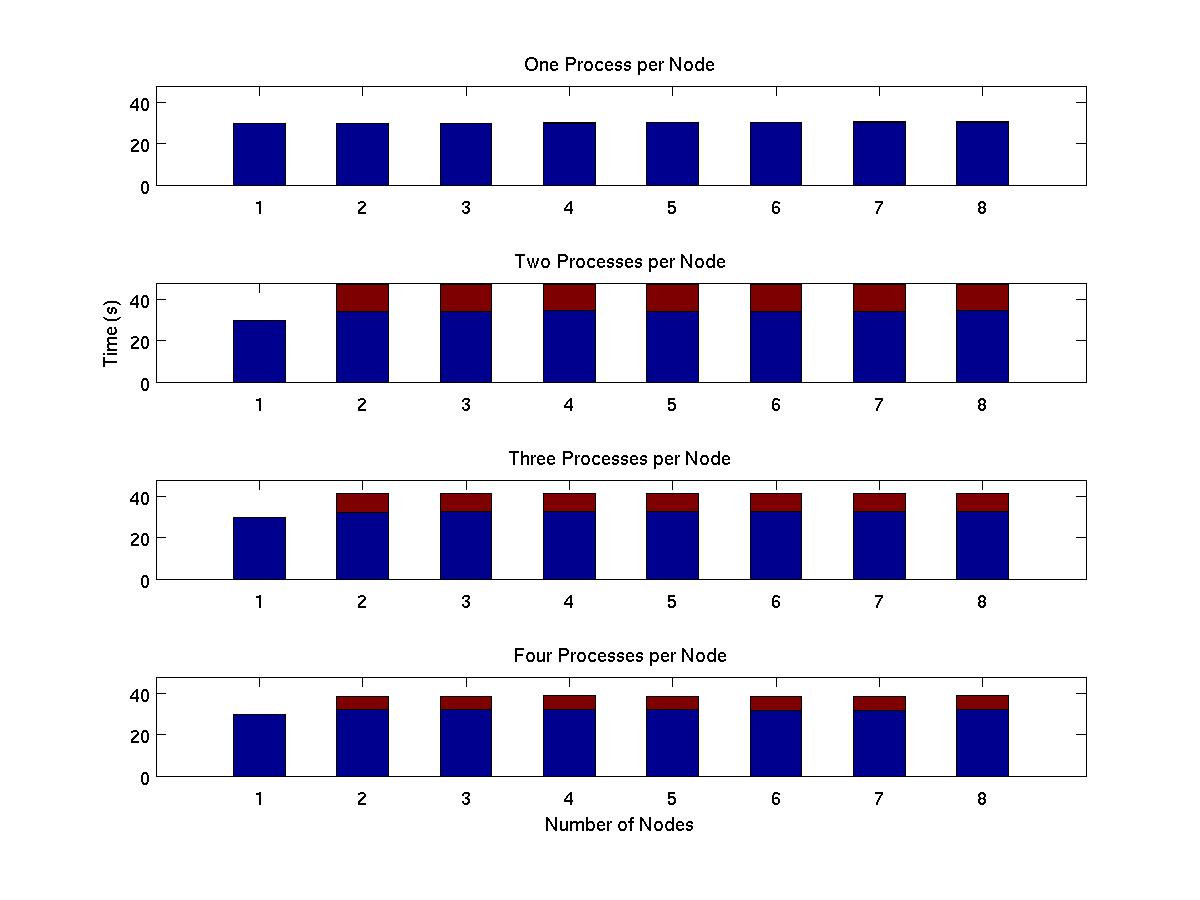 One Process per Node
40
20
0
1 2 3 4 5 6 7 8
Two Processes per Node
40
20
0
1 2 3 4 5 6 7 8
Time (s)
Three Processes per Node
40
20
0
1 2 3 4 5 6 7 8
Four Processes per Node
40
20
0
1 2 3 4 5 6 7 8
Number of Nodes